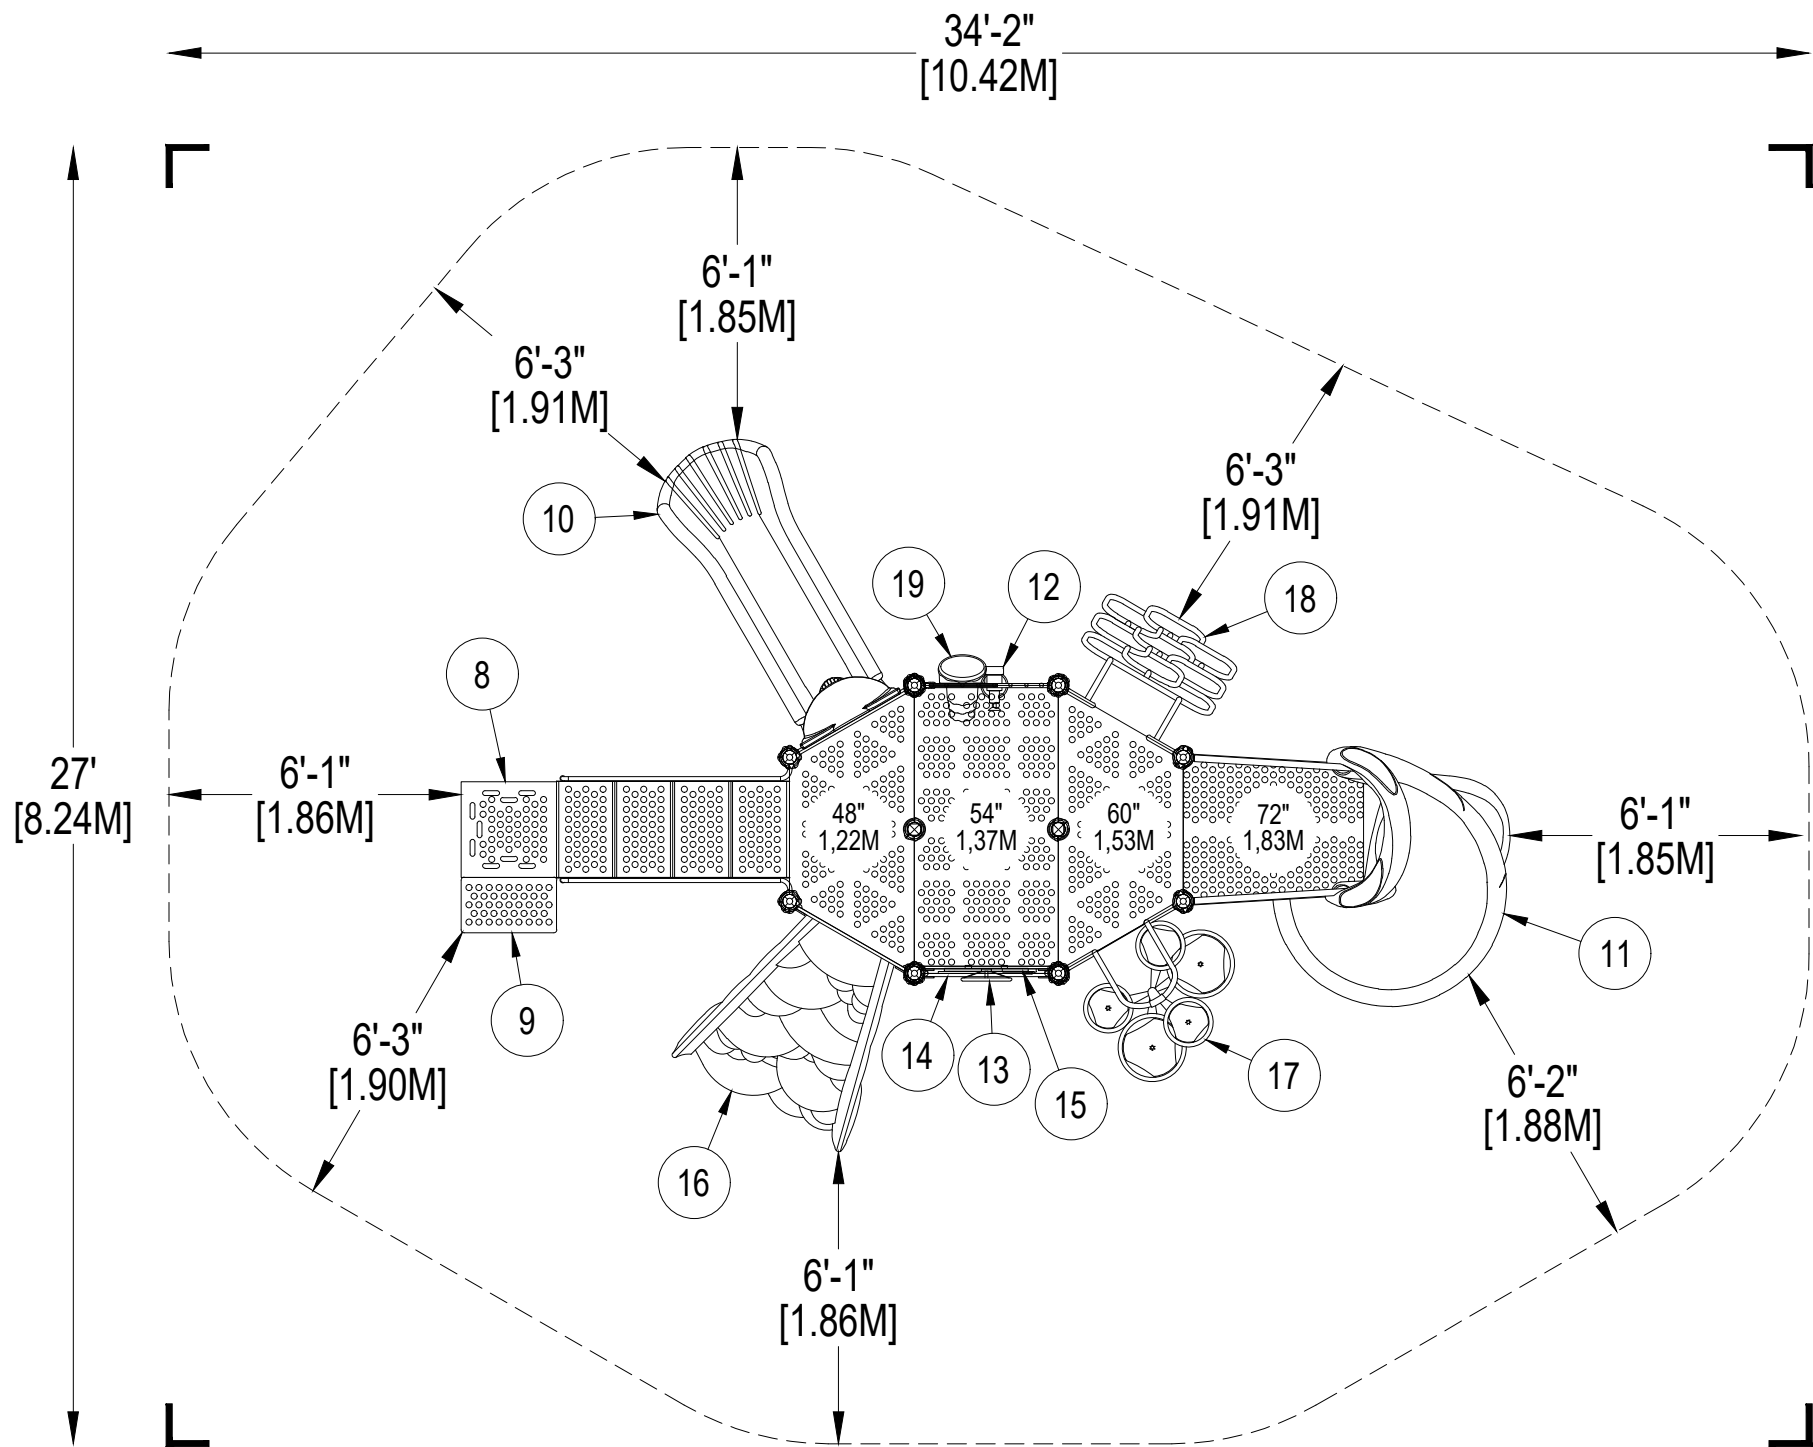 34'-2"
[10.42M]
6'-1"
[1.85M]
6'-3"
[1.91M]
6'-3"
[1.91M]
10
19
12
18
8
27'
[8.24M]
6'-1"
[1.86M]
48"
1,22M
54"
1,37M
60"
1,53M
72"
1,83M
6'-1"
[1.85M]
11
9
6'-3"
[1.90M]
14
13
15
17
6'-2"
[1.88M]
16
6'-1"
[1.86M]